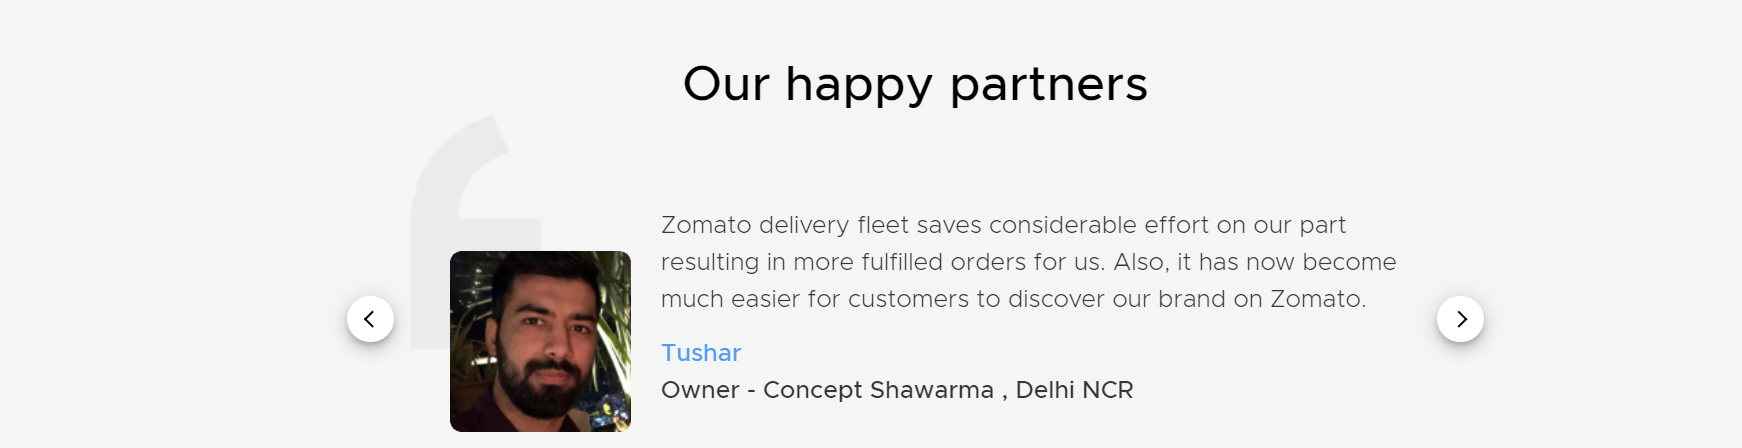 Our happy partners
Zomato delivery fleet saves considerable effort on our part
resulting in more fulfilled orders for us. Also, it has now become
much easier for customers to discover our brand on Zomato.
Tushar
Owner - Concept Shawarma , Delhi NCR